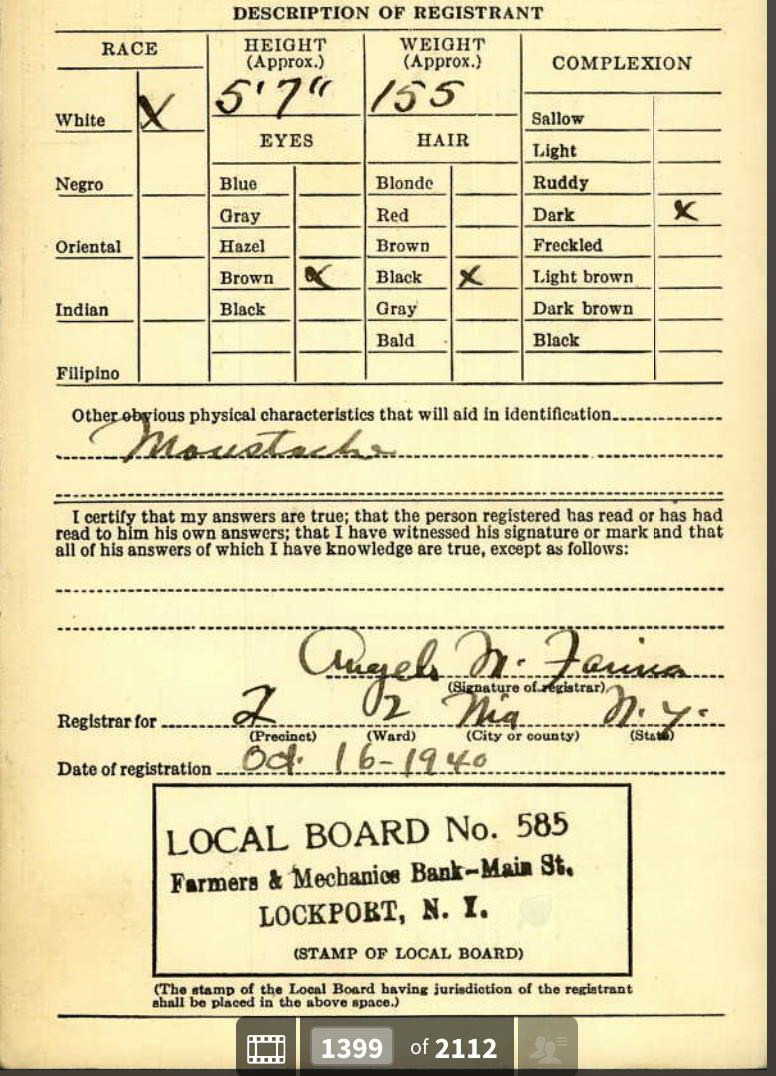 DESCRIPTION OF REGISTRANT
RACE HEIGHT (Approx.) WEIGHT (Approx.) COMPLEXION
5'7" 155
White X Sallow
EYES HAIR
Light
Negro Blue Blonde Ruddy
Gray Red Dark X
Oriental Hazel Brown Freckled
Brown X Black X Light brown
Indian Black Gray Dark brown
Bald Black
Filipino
Other obvious physical characteristics that will aid in identification
Moustache
I certify that my answers are true; that the person registered has read or has had
read to him his own answers; that I have witnessed his signature or mark and that
all of his answers of which I have knowledge are true, except as follows:
Angelo M. Farina
(Signature of registrar)
Registrar for 2 2 Nia N.Y.
(Precinct) (Ward) (City or county) (State)
Date of registration Oct. 16-1940
LOCAL BOARD No. 585
Farmers & Mechanics Bank-Main St.
LOCKPORT, N. Y.
(STAMP OF LOCAL BOARD)
(The stamp of the Local Board having jurisdiction of the registrant
shall be placed in the above space.)
1399 of 2112